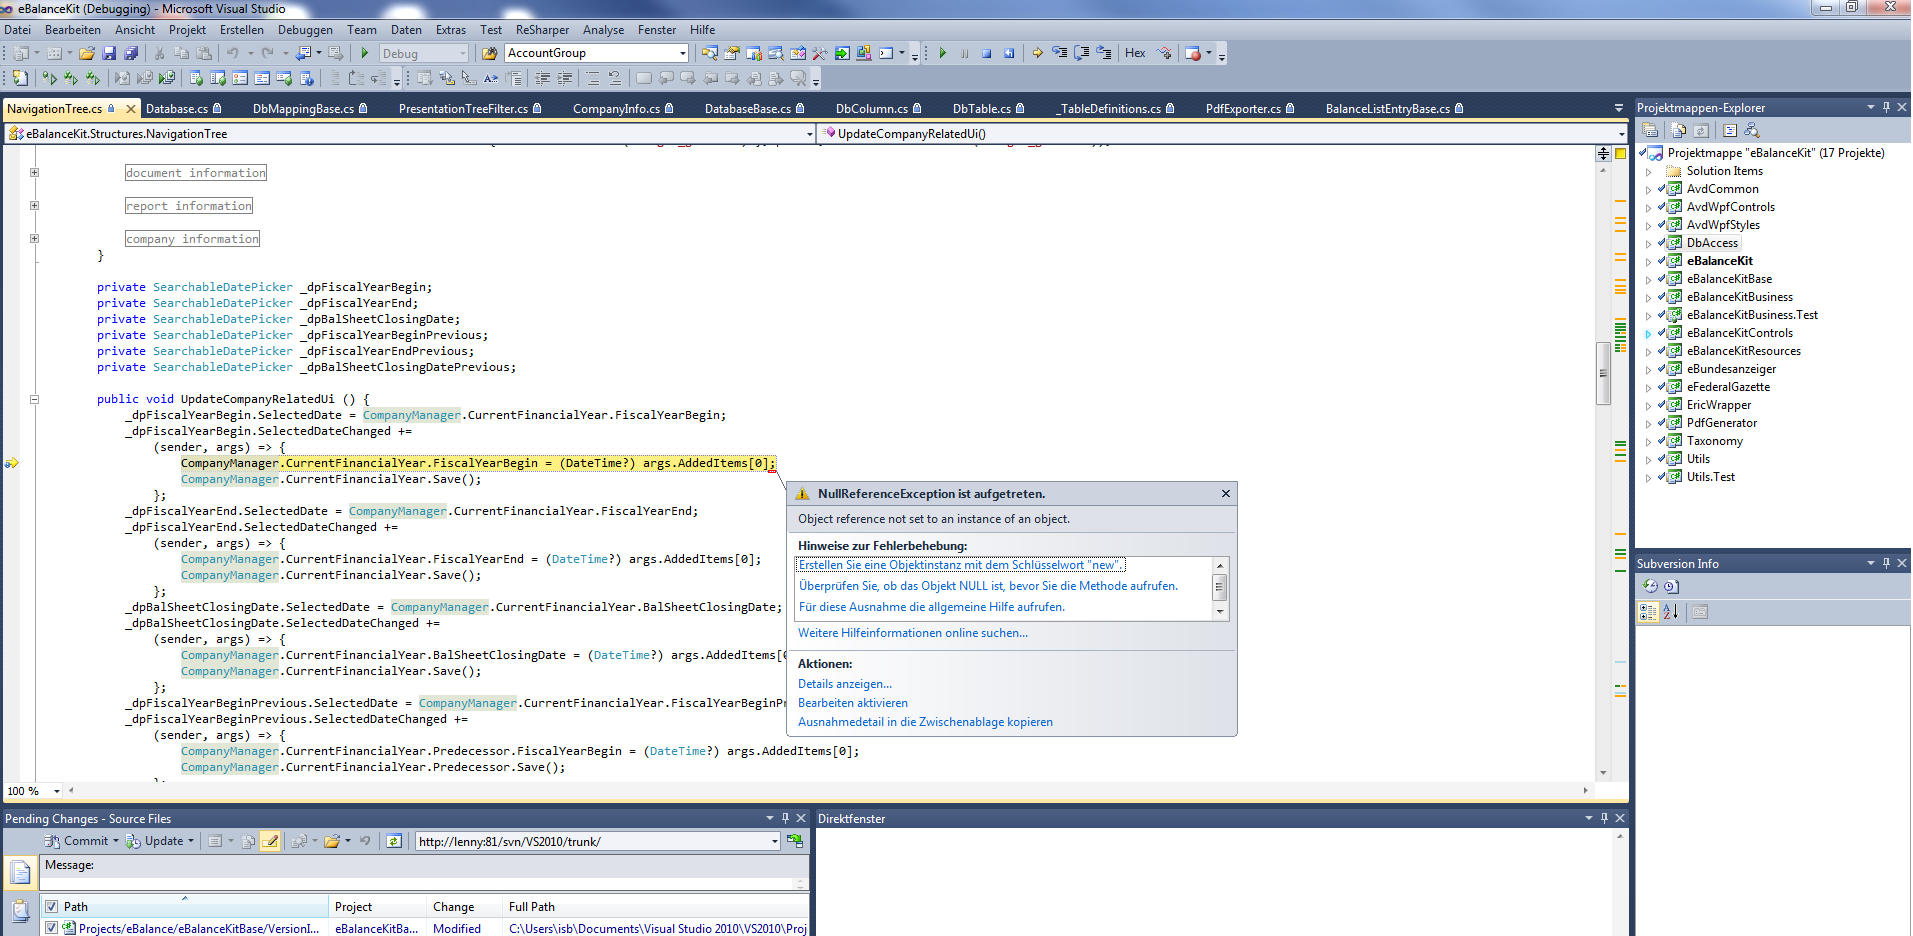 eBalanceKit (Debugging) - Microsoft Visual Studio
Datei Bearbeiten Ansicht Projekt Erstellen Debuggen Team Daten Extras Test ReSharper Analyse Fenster Hilfe
Debug AccountGroup Hex
NavigationTree.cs Database.cs DbMappingBase.cs PresentationTreeFilter.cs CompanyInfo.cs DatabaseBase.cs DbColumn.cs DbTable.cs _TableDefinitions.cs PdfExporter.cs BalanceListEntryBase.cs
eBalanceKit.Structures.NavigationTree UpdateCompanyRelatedUi()
document information
report information
company information
}
private SearchableDatePicker _dpFiscalYearBegin;
private SearchableDatePicker _dpFiscalYearEnd;
private SearchableDatePicker _dpBalSheetClosingDate;
private SearchableDatePicker _dpFiscalYearBeginPrevious;
private SearchableDatePicker _dpFiscalYearEndPrevious;
private SearchableDatePicker _dpBalSheetClosingDatePrevious;
public void UpdateCompanyRelatedUi () {
_dpFiscalYearBegin.SelectedDate = CompanyManager.CurrentFinancialYear.FiscalYearBegin;
_dpFiscalYearBegin.SelectedDateChanged +=
(sender, args) => {
CompanyManager.CurrentFinancialYear.FiscalYearBegin = (DateTime?) args.AddedItems[0];
CompanyManager.CurrentFinancialYear.Save();
};
_dpFiscalYearEnd.SelectedDate = CompanyManager.CurrentFinancialYear.FiscalYearEnd;
_dpFiscalYearEnd.SelectedDateChanged +=
(sender, args) => {
CompanyManager.CurrentFinancialYear.FiscalYearEnd = (DateTime?) args.AddedItems[0];
CompanyManager.CurrentFinancialYear.Save();
};
_dpBalSheetClosingDate.SelectedDate = CompanyManager.CurrentFinancialYear.BalSheetClosingDate;
_dpBalSheetClosingDate.SelectedDateChanged +=
(sender, args) => {
CompanyManager.CurrentFinancialYear.BalSheetClosingDate = (DateTime?) args.AddedItems[0
CompanyManager.CurrentFinancialYear.Save();
};
_dpFiscalYearBeginPrevious.SelectedDate = CompanyManager.CurrentFinancialYear.FiscalYearBeginP
_dpFiscalYearBeginPrevious.SelectedDateChanged +=
(sender, args) => {
CompanyManager.CurrentFinancialYear.Predecessor.FiscalYearBegin = (DateTime?) args.AddedItems[0];
CompanyManager.CurrentFinancialYear.Predecessor.Save();
NullReferenceException ist aufgetreten.
Object reference not set to an instance of an object.
Hinweise zur Fehlerbehebung:
Erstellen Sie eine Objektinstanz mit dem Schlüsselwort "new".
Überprüfen Sie, ob das Objekt NULL ist, bevor Sie die Methode aufrufen.
Für diese Ausnahme die allgemeine Hilfe aufrufen.
Weitere Hilfeinformationen online suchen...
Aktionen:
Details anzeigen...
Bearbeiten aktivieren
Ausnahmedetail in die Zwischenablage kopieren
100 %
Projektmappen-Explorer
Projektmappe "eBalanceKit" (17 Projekte)
Solution Items
AvdCommon
AvdWpfControls
AvdWpfStyles
DbAccess
eBalanceKit
eBalanceKitBase
eBalanceKitBusiness
eBalanceKitBusiness.Test
eBalanceKitControls
eBalanceKitResources
eBundesanzeiger
eFederalGazette
EricWrapper
PdfGenerator
Taxonomy
Utils
Utils.Test
Subversion Info
Pending Changes - Source Files
Commit Update http://lenny:81/svn/VS2010/trunk/
Message:
Path Project Change Full Path
Projects/eBalance/eBalanceKitBase/VersionI... eBalanceKitBa... Modified C:\Users\isb\Documents\Visual Studio 2010\VS2010\Proj
Direktfenster